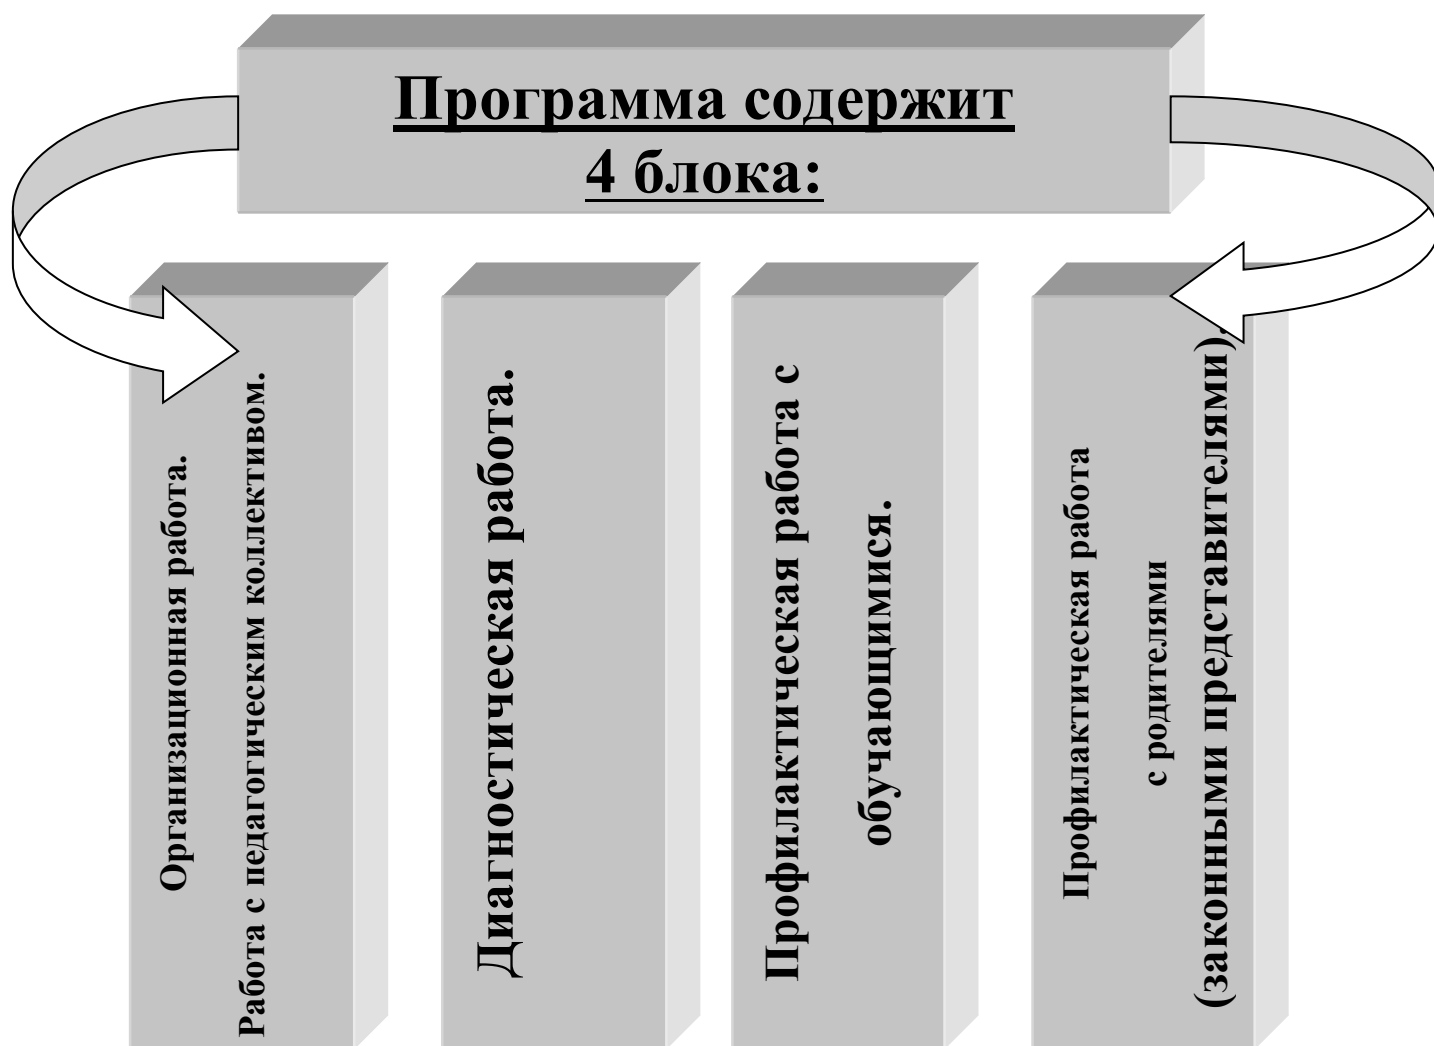 Программа содержит
4 блока:
Организационная работа.
Работа с педагогическим коллективом.
Диагностическая работа.
Профилактическая работа с
обучающимися.
Профилактическая работа
с родителями
(законными представителями).